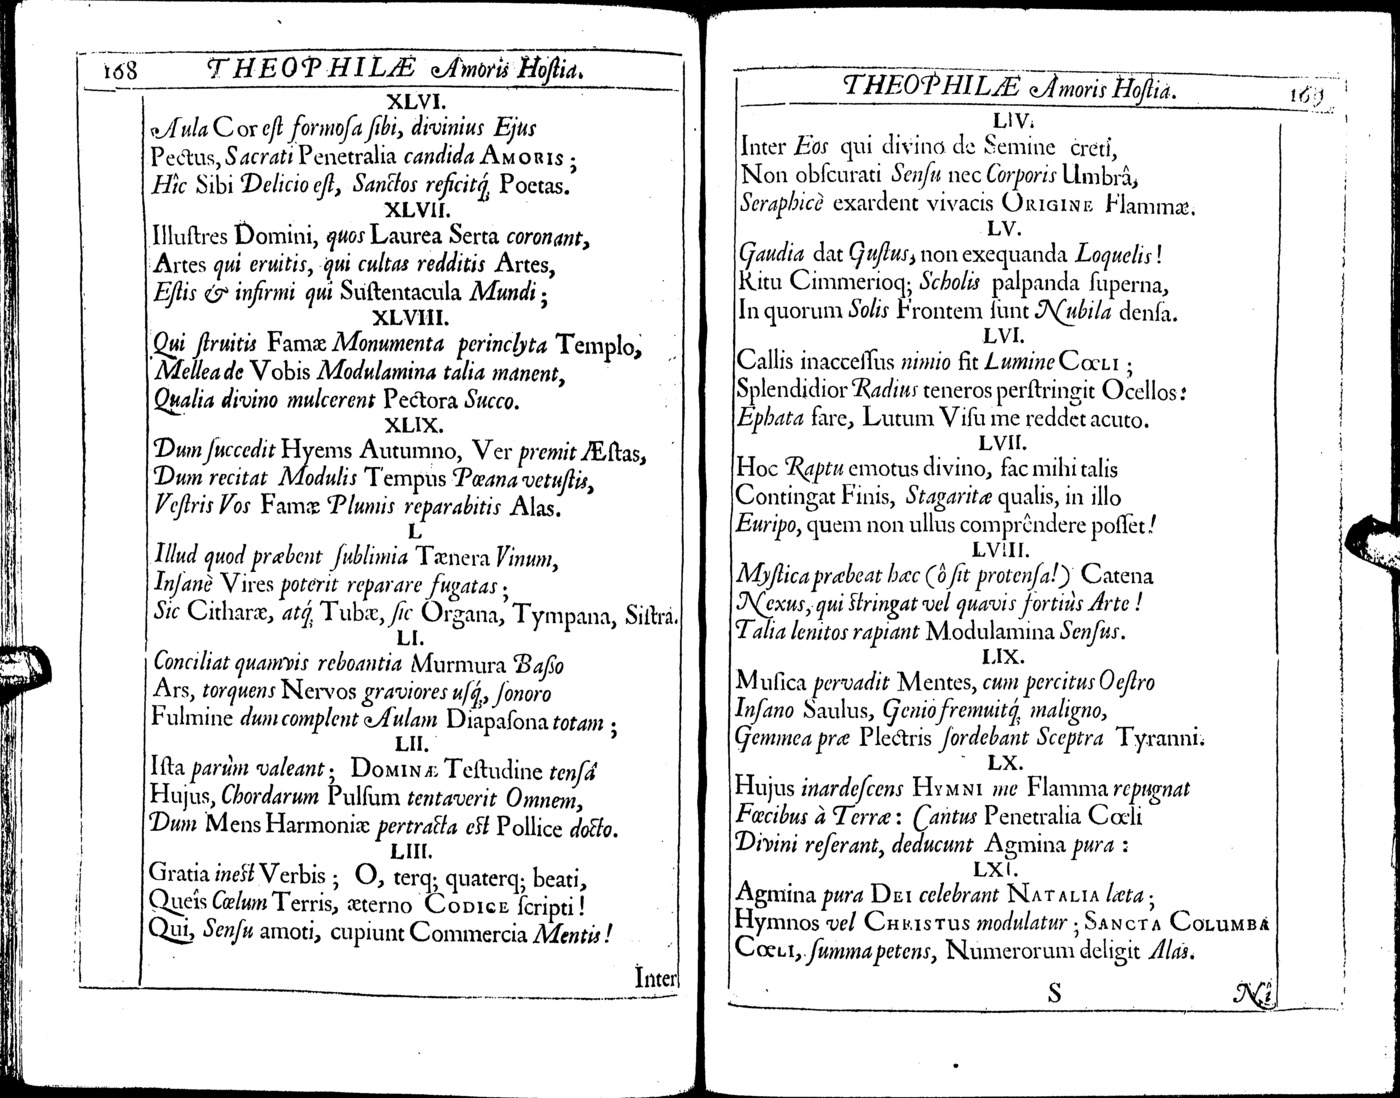 168 THEOPHILÆ Amoris Hoſtia.
XLVI.
Aula Cor eſt formoſa ſibi, divinius Ejus
Pectus, Sacrati Penetralia candida AMORIS ;
Hîc Sibi Delicio eſt, Sanctos reficitq́; Poetas.
XLVII.
Illuſtres Domini, quos Laurea Serta coronant,
Artes qui eruitis, qui cultas redditis Artes,
Eſtis & infirmi qui Suſtentacula Mundi ;
XLVIII.
Qui ſtruitis Famæ Monumenta perinclyta Templo,
Mellea de Vobis Modulamina talia manent,
Qualia divino mulcerent Pectora Succo.
XLIX.
Dum ſuccedit Hyems Autumno, Ver premit Æſtas,
Dum recitat Modulis Tempus Pœana vetuſtis,
Veſtris Vos Famæ Plumis reparabitis Alas.
L
Illud quod præbent ſublimia Tænera Vinum,
Inſanè Vires poterit reparare fugatas ;
Sic Citharæ, atq́; Tubæ, ſic Organa, Tympana, Siſtra.
LI.
Conciliat quamvis reboantia Murmura Baſſo
Ars, torquens Nervos graviores uſq́;, ſonoro
Fulmine dum complent Aulam Diapaſona totam ;
LII.
Iſta parùm valeant ; DOMINÆ Teſtudine tenſâ
Hujus, Chordarum Pulſum tentaverit Omnem,
Dum Mens Harmoniæ pertracta eſt Pollice docto.
LIII.
Gratia ineſt Verbis ; O, terq; quaterq; beati,
Queîs Cœlum Terris, æterno CODICE ſcripti !
Qui, Senſu amoti, cupiunt Commercia Mentis !
Inter
THEOPHILÆ Amoris Hoſtia. 169
LIV.
Inter Eos qui divino de Semine creti,
Non obſcurati Senſu nec Corporis Umbrâ,
Seraphicè exardent vivacis ORIGINE Flammæ.
LV.
Gaudia dat Guſtus, non exequanda Loquelis !
Ritu Cimmerioq; Scholis palpanda ſuperna,
In quorum Solis Frontem ſunt Nubila denſa.
LVI.
Callis inacceſſus nimio fit Lumine CŒLI ;
Splendidior Radius teneros perſtringit Ocellos :
Ephata fare, Lutum Viſu me reddet acuto.
LVII.
Hoc Raptu emotus divino, fac mihi talis
Contingat Finis, Stagaritæ qualis, in illo
Euripo, quem non ullus comprêndere poſſet !
LVIII.
Myſtica præbeat hæc (ô ſit protenſa!) Catena
Nexus, qui ſtringat vel quavis fortiùs Arte !
Talia lenitos rapiant Modulamina Senſus.
LIX.
Muſica pervadit Mentes, cum percitus Oeſtro
Inſano Saulus, Genio fremuitq́; maligno,
Gemmea præ Plectris ſordebant Sceptra Tyranni.
LX.
Hujus inardeſcens HYMNI me Flamma repugnat
Fœcibus à Terræ : Cantus Penetralia Cœli
Divini referant, deducunt Agmina pura :
LXI.
Agmina pura DEI celebrant NATALIA læta ;
Hymnos vel CHRISTUS modulatur ; SANCTA COLUMBA
CŒLI, ſumma petens, Numerorum deligit Alas.
S Ni